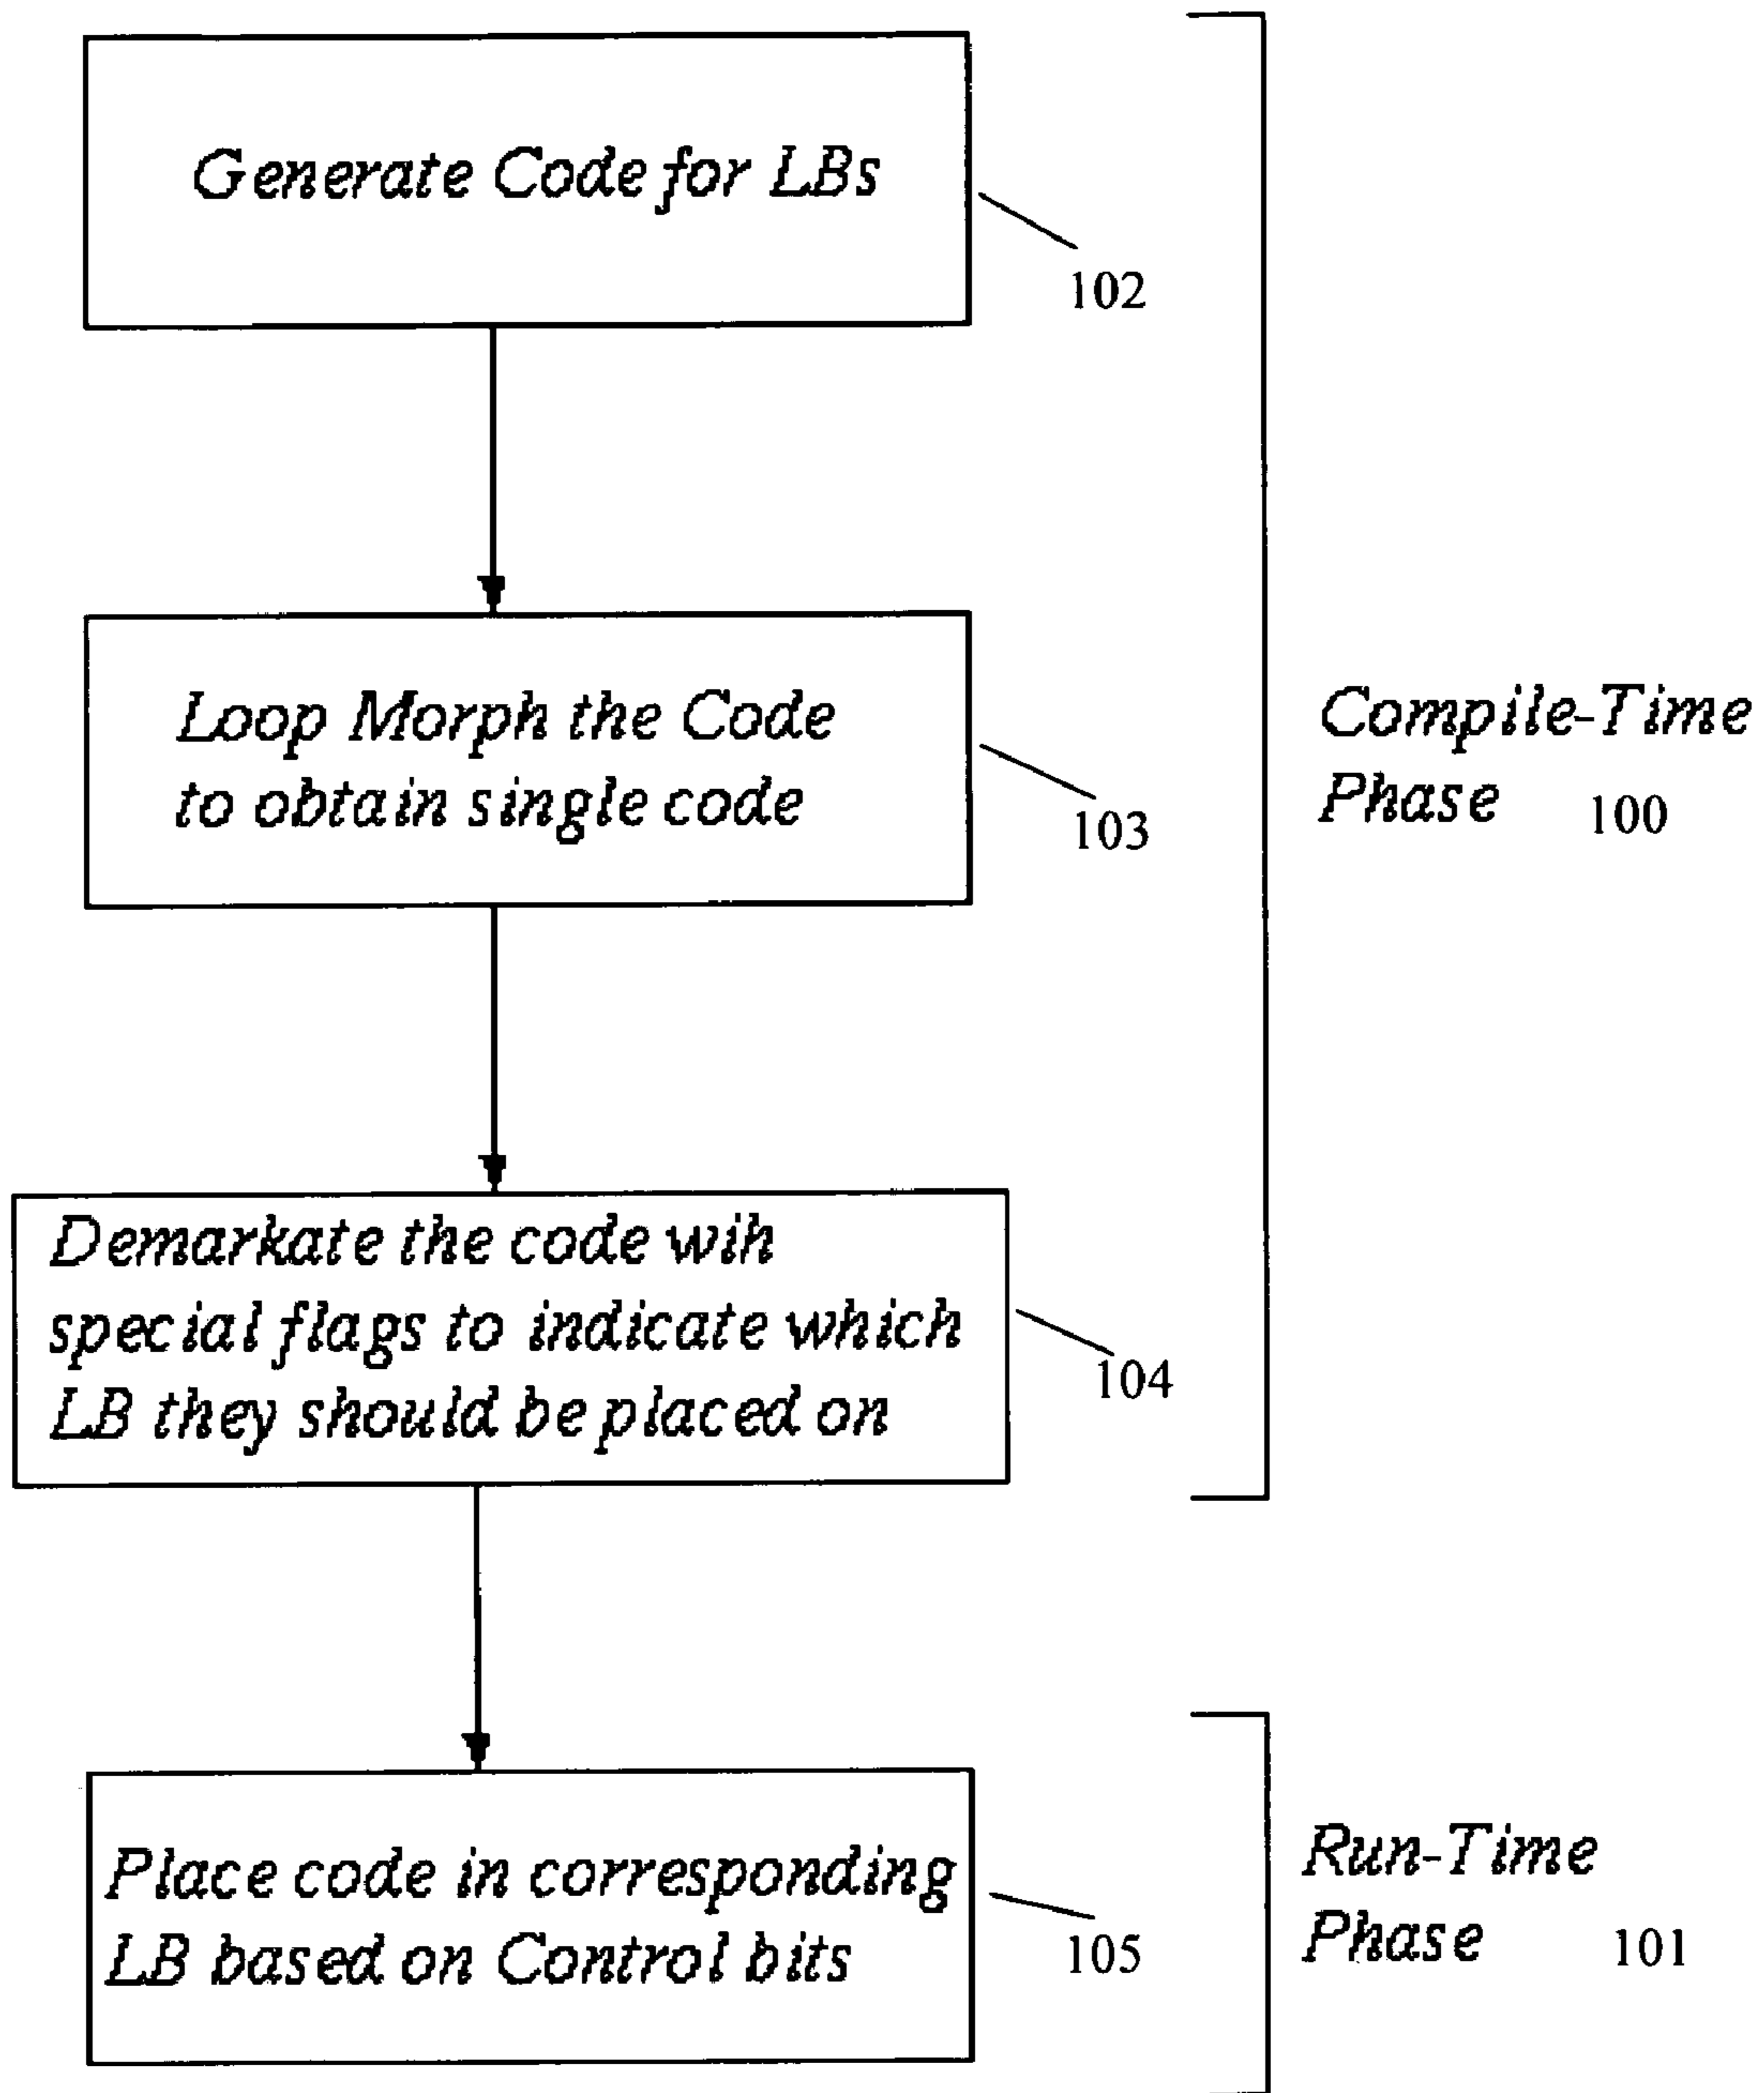 Generate Code for LBs
102
Loop Morph the Code
to obtain single code
103
Compile-Time
Phase 100
Demarkate the code wih
special flags to indicate which
LB they should be placed on
104
Place code in corresponding
LB based on Control bits
105
Run-Time
Phase 101